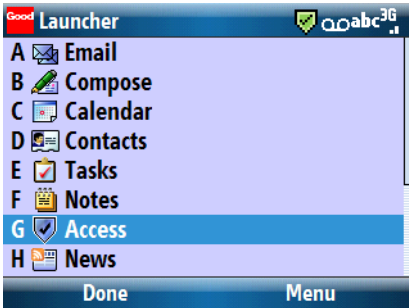 Good Launcher abc 3G
A Email
B Compose
C Calendar
D Contacts
E Tasks
F Notes
G Access
H News
Done Menu